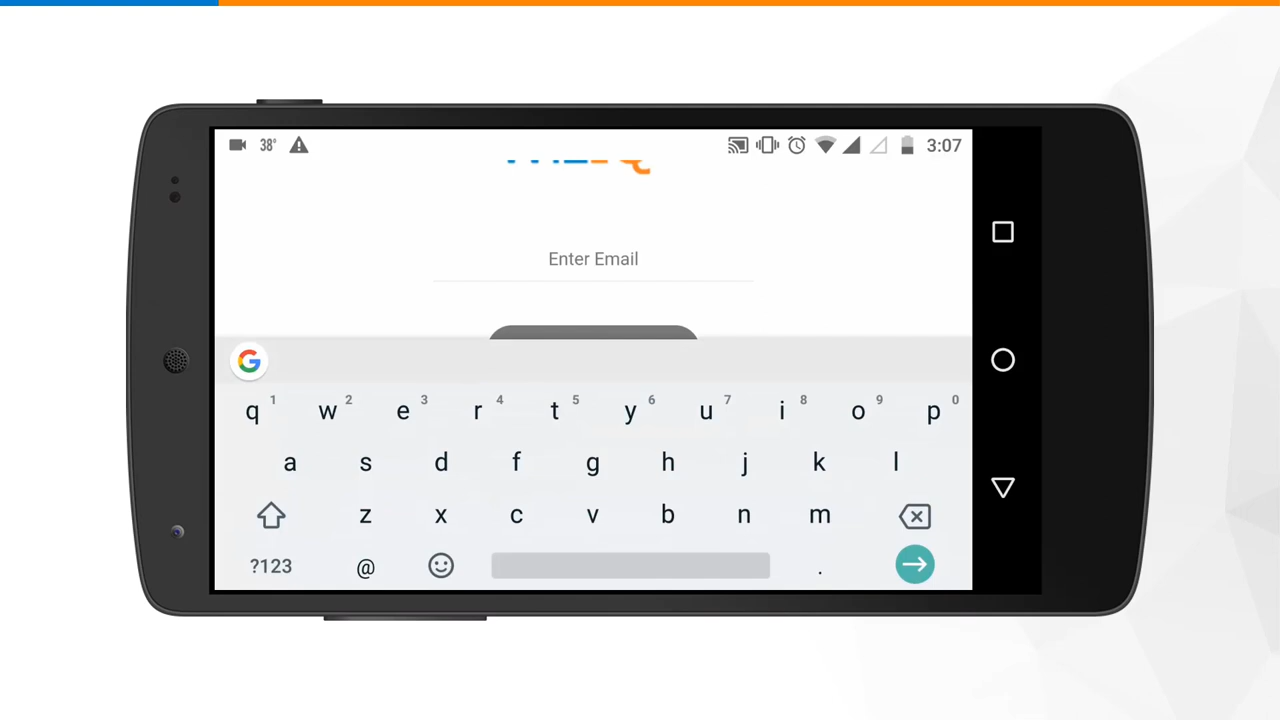 38° 3:07
Enter Email
G
q 1 w 2 e 3 r 4 t 5 y 6 u 7 i 8 o 9 p 0
a s d f g h j k l
z x c v b n m
?123 @ .